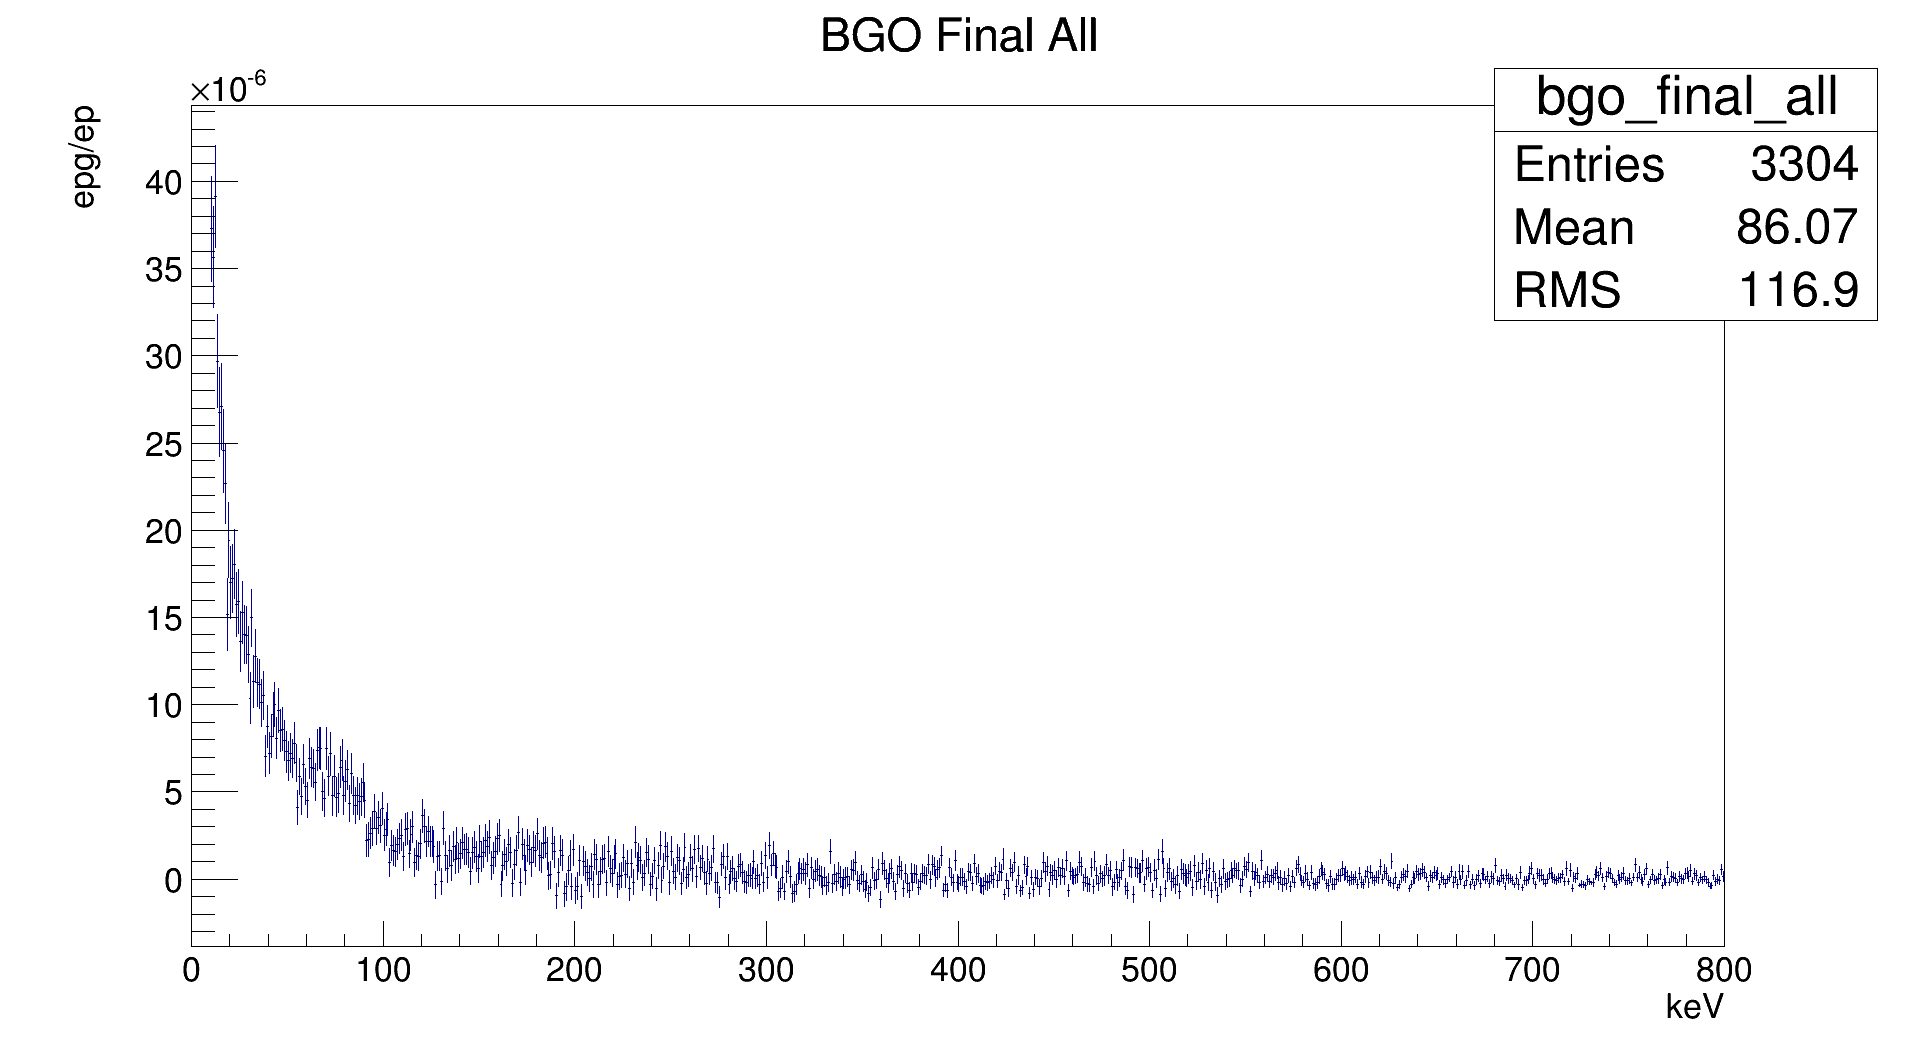 BGO Final All
×10-6
epg/ep
bgo_final_all
Entries 3304
Mean 86.07
RMS 116.9
40
35
30
25
20
15
10
5
0
0 100 200 300 400 500 600 700 800
keV